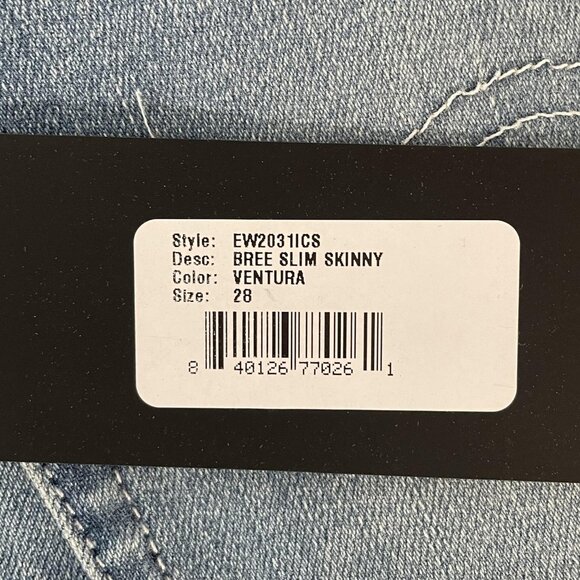 Style: EW2031ICS
Desc: BREE SLIM SKINNY
Color: VENTURA
Size: 28
8 40126 77026 1